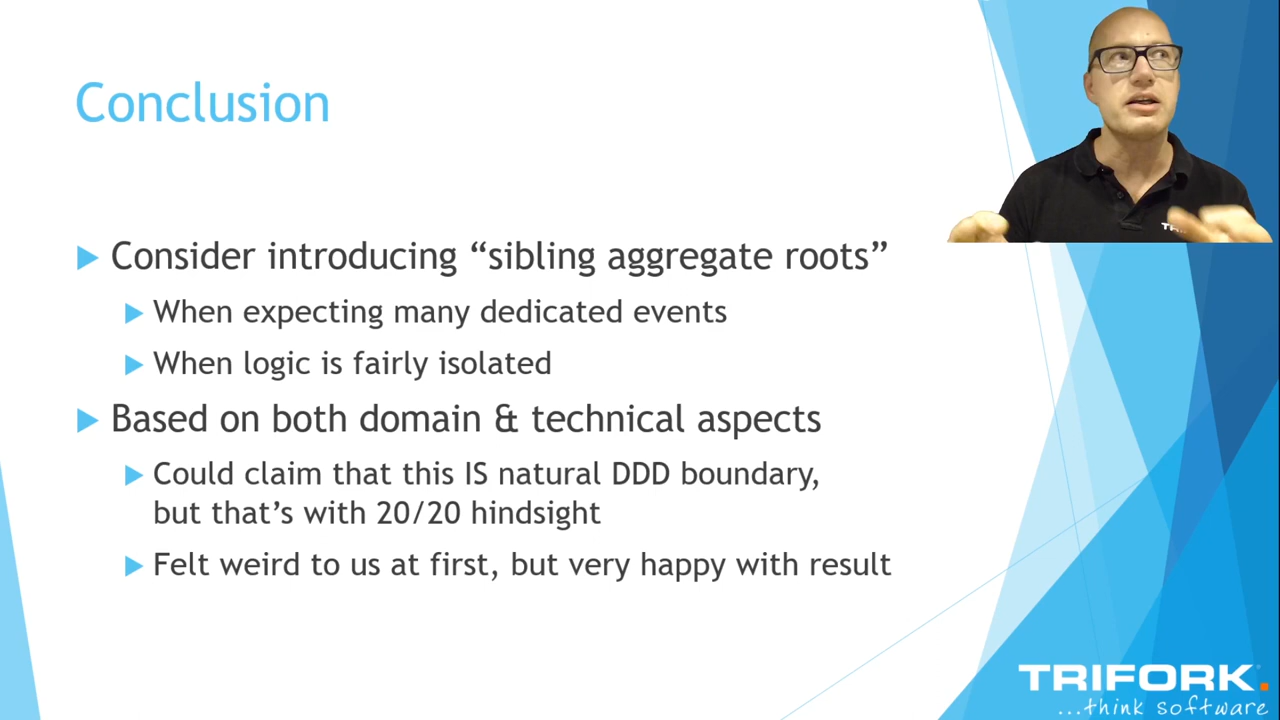 Conclusion
Consider introducing “sibling aggregate roots”
When expecting many dedicated events
When logic is fairly isolated
Based on both domain & technical aspects
Could claim that this IS natural DDD boundary,
but that’s with 20/20 hindsight
Felt weird to us at first, but very happy with result
TRIFORK.
...think software